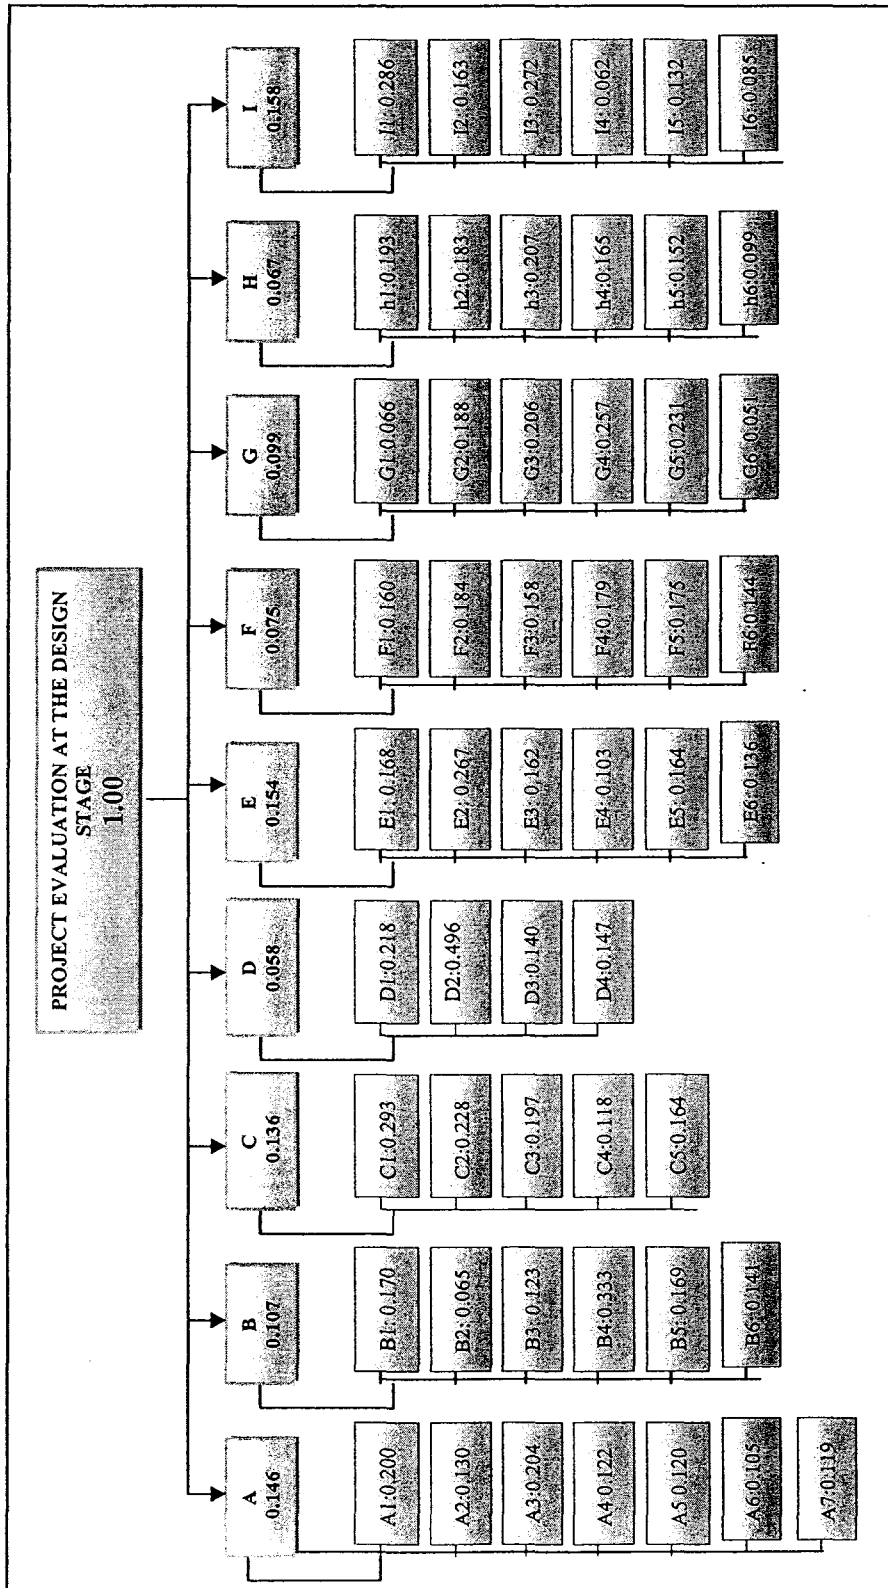 PROJECT EVALUATION AT THE DESIGN
STAGE
1.00
A
0.146
A1:0.200
A2:0.130
A3:0.204
A4:0.122
A5:0.120
A6:0.105
A7:0.119
B
0.107
B1: 0.170
B2: 0.065
B3: 0.123
B4:0.333
B5: 0.169
B6: 0.141
C
0.136
C1:0.293
C2:0.228
C3:0.197
C4:0.118
C5:0.164
D
0.058
D1:0.218
D2:0.496
D3:0.140
D4:0.147
E
0.154
E1: 0.168
E2: 0.267
E3: 0.162
E4: 0.103
E5: 0.164
E6: 0.136
F
0.075
F1:0.160
F2:0.184
F3:0.158
F4:0.179
F5:0.175
F6:0.144
G
0.099
G1:0.066
G2:0.188
G3:0.206
G4:0.257
G5:0.231
G6: 0.051
H
0.067
h1:0.193
h2:0.183
h3:0.207
h4:0.165
h5:0.152
h6:0.099
I
0.158
I1: 0.286
I2: 0.163
I3: 0.272
I4: 0.062
I5: 0.132
I6: 0.085